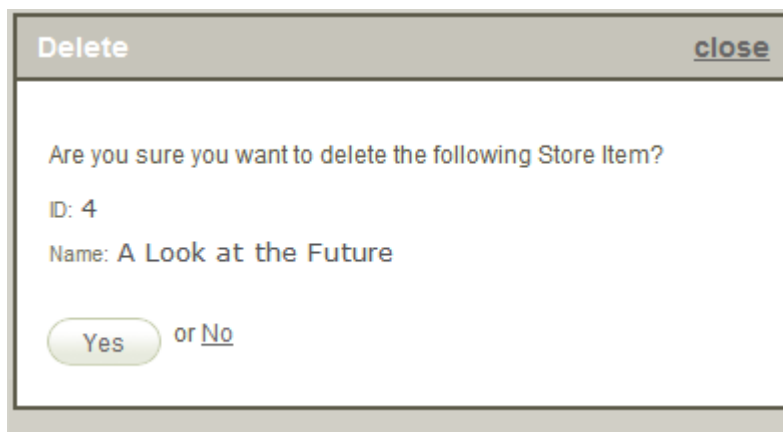 Delete close
Are you sure you want to delete the following Store Item?
ID: 4
Name: A Look at the Future
Yes or No